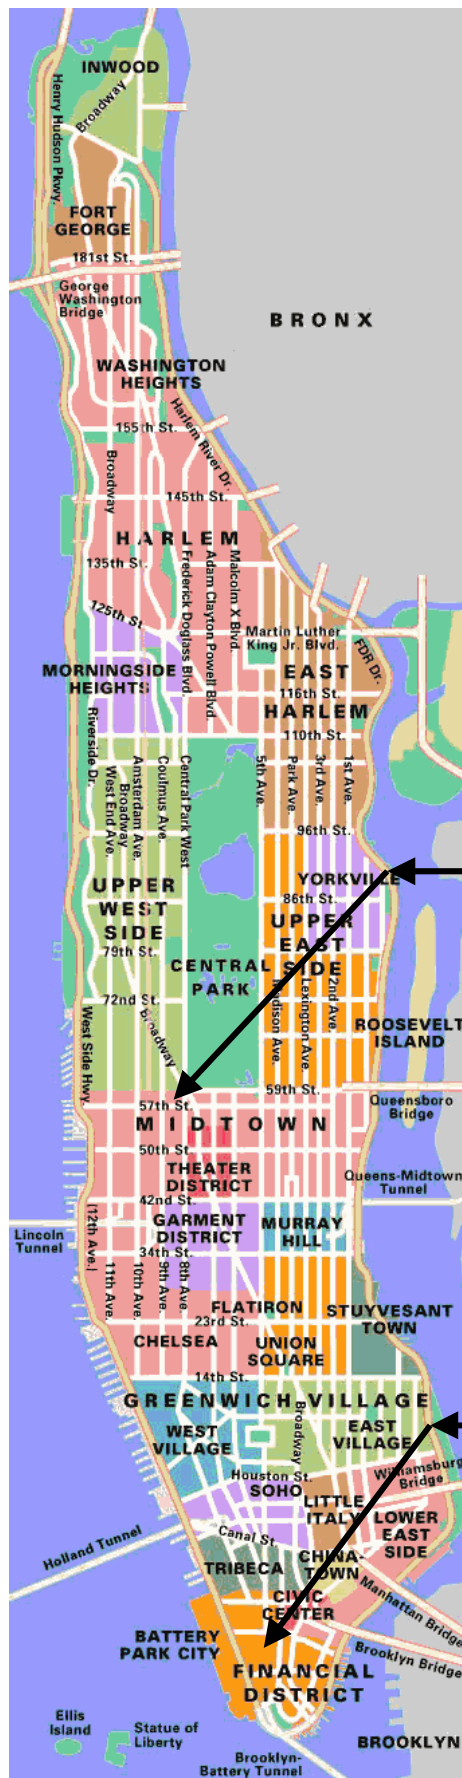 INWOOD
Broadway
Henry Hudson Pkwy.
FORT
GEORGE
181st St.
George
Washington
Bridge
BRONX
WASHINGTON
HEIGHTS
Harlem River Dr.
155th St.
Broadway
145th St.
HARLEM
135th St.
Frederick Doglass Blvd.
Adam Clayton Powell Blvd.
Malcolm X Blvd.
125th St.
Martin Luther
King Jr. Blvd.
FDR Dr.
MORNINGSIDE
HEIGHTS
EAST
HARLEM
116th St.
110th St.
Riverside Dr.
West End Ave.
Broadway
Amsterdam Ave.
Coulmus Ave.
Central Park West
5th Ave.
Park Ave.
3rd Ave.
1st Ave.
96th St.
YORKVILLE
86th St.
UPPER
WEST
SIDE
UPPER
EAST
SIDE
79th St.
CENTRAL
PARK
72nd St.
Broadway
Madison Ave.
Lexington Ave.
2nd Ave.
ROOSEVELT
ISLAND
West Side Hwy.
59th St.
57th St.
Queensboro
Bridge
MIDTOWN
50th St.
THEATER
DISTRICT
Queens-Midtown
Tunnel
42nd St.
GARMENT
DISTRICT
MURRAY
HILL
Lincoln
Tunnel
34th St.
(12th Ave.)
11th Ave.
10th Ave.
9th Ave.
8th Ave.
FLATIRON
23rd St.
STUYVESANT
TOWN
CHELSEA
UNION
SQUARE
14th St.
GREENWICH VILLAGE
WEST
VILLAGE
Broadway
EAST
VILLAGE
Houston St.
Williamsburg
Bridge
SOHO
LITTLE
ITALY
LOWER
EAST
SIDE
Canal St.
Holland Tunnel
TRIBECA
CHINA-
TOWN
CIVIC
CENTER
Manhattan Bridge
BATTERY
PARK CITY
Brooklyn Bridge
FINANCIAL
DISTRICT
Ellis
Island
Statue of
Liberty
BROOKLYN
Brooklyn-
Battery Tunnel